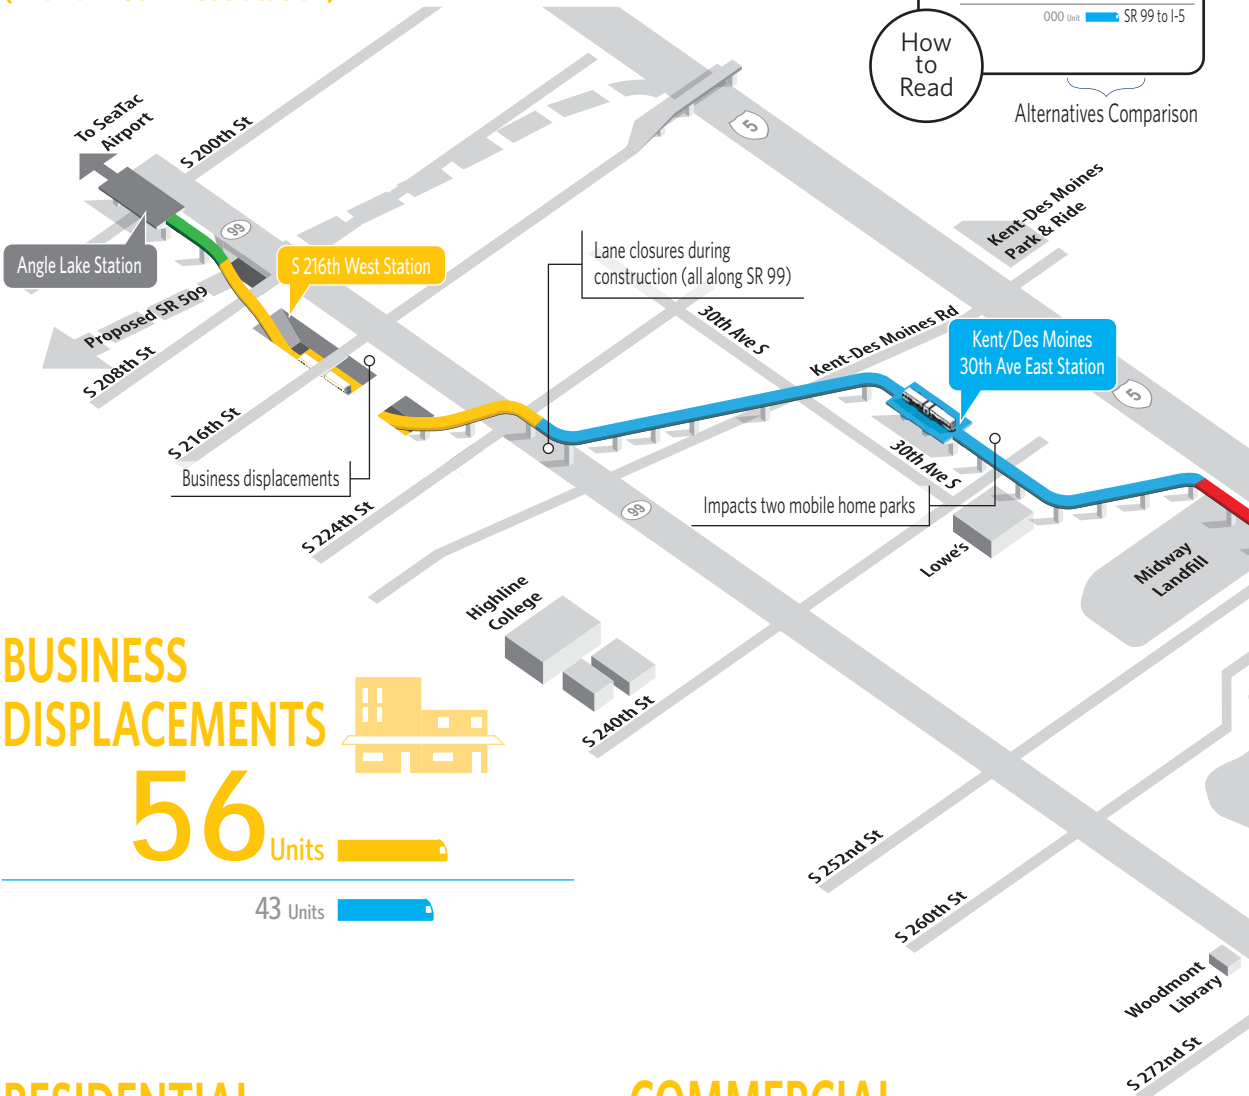 000 Unit SR 99 to I-5
How
to
Read
Alternatives Comparison
To SeaTac
Airport
S 200th St
5
99
Angle Lake Station
S 216th West Station
Lane closures during
construction (all along SR 99)
Kent-Des Moines
Park & Ride
Proposed SR 509
S 208th St
30th Ave S
Kent-Des Moines Rd
Kent/Des Moines
30th Ave East Station
5
S 216th St
Business displacements
30th Ave S
Impacts two mobile home parks
99
S 224th St
Lowe's
Midway
Landfill
Highline
College
S 240th St
BUSINESS
DISPLACEMENTS
56 Units
43 Units
S 252nd St
S 260th St
Woodmont
Library
S 272nd St
RESIDENTIAL
COMMERCIAL